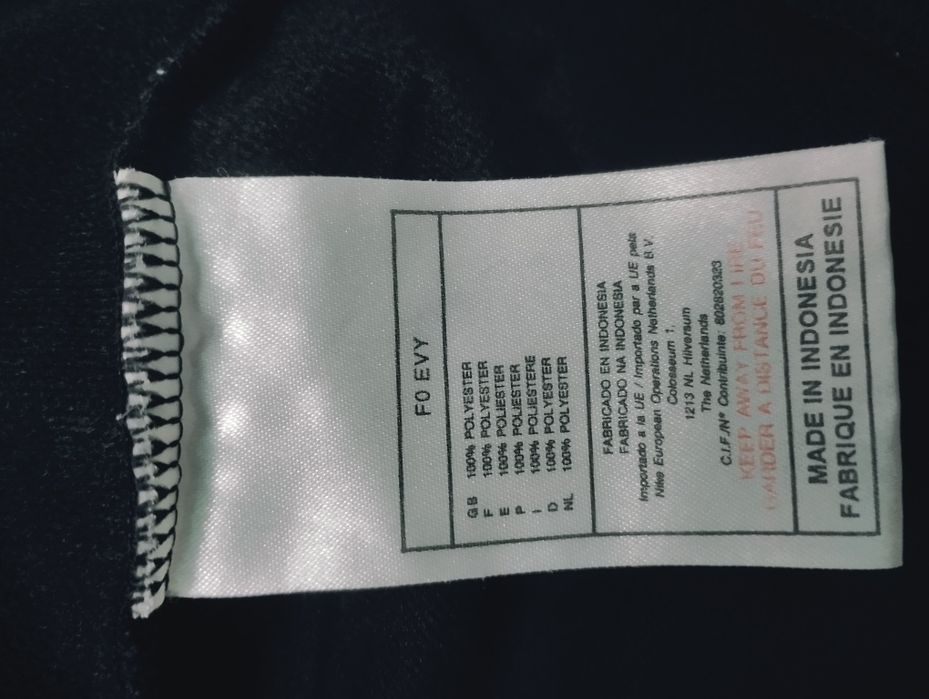 F0 EVY
GB 100% POLYESTER
F 100% POLYESTER
E 100% POLIESTER
P 100% POLIESTER
I 100% POLIESTERE
D 100% POLYESTER
NL 100% POLYESTER
FABRICADO EN INDONESIA
FABRICADO NA INDONESIA
Importado a la UE / Importado par a UE pela
Nike European Operations Netherlands B.V.
Colosseum 1,
1213 NL Hilversum
The Netherlands
C.I.F./Nº Contribuinte: 802820323
KEEP AWAY FROM FIRE
GARDER A DISTANCE DU FEU
MADE IN INDONESIA
FABRIQUE EN INDONESIE